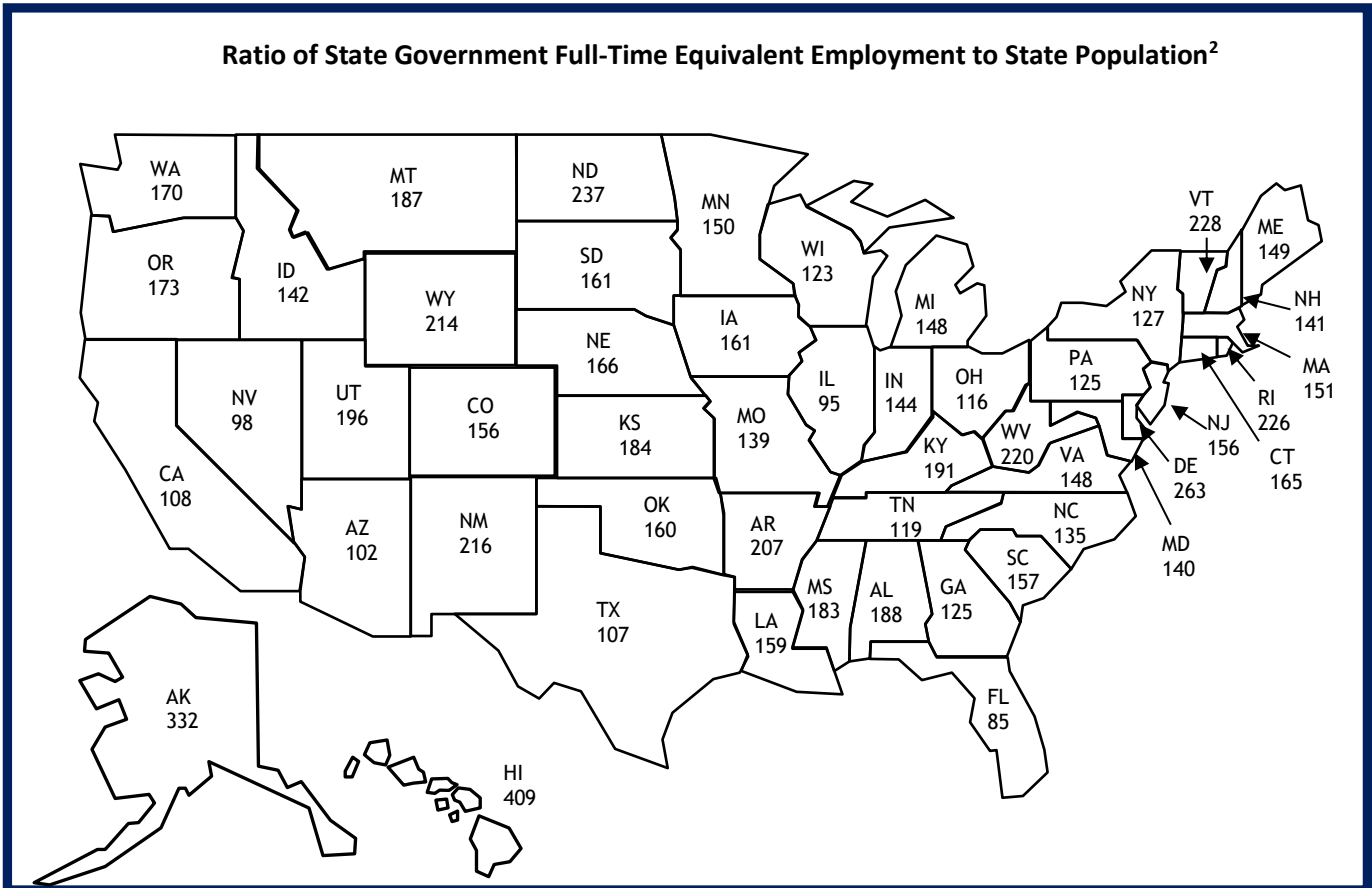 Ratio of State Government Full-Time Equivalent Employment to State Population²
WA
170
MT
187
ND
237
MN
150
VT
228
ME
149
OR
173
ID
142
WY
214
SD
161
WI
123
MI
148
NY
127
NH
141
NE
166
IA
161
PA
125
MA
151
NV
98
UT
196
CO
156
KS
184
MO
139
IL
95
IN
144
OH
116
RI
226
NJ
156
CT
165
WV
220
KY
191
VA
148
DE
263
MD
140
CA
108
AZ
102
NM
216
OK
160
AR
207
TN
119
NC
135
SC
157
TX
107
LA
159
MS
183
AL
188
GA
125
FL
85
AK
332
HI
409